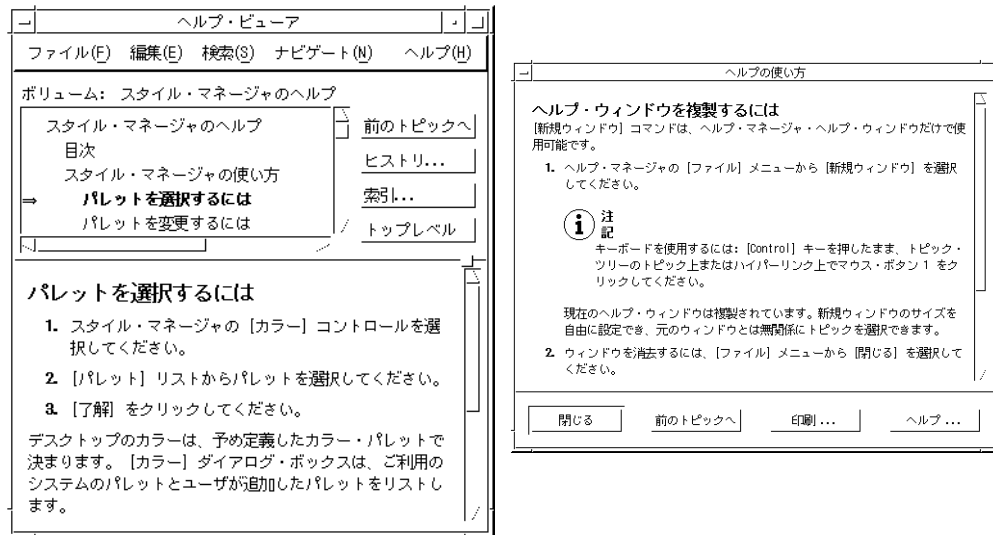 ヘルプ・ビューア
ファイル(F) 編集(E) 検索(S) ナビゲート(N) ヘルプ(H)
ボリューム: スタイル・マネージャのヘルプ
スタイル・マネージャのヘルプ
目次
スタイル・マネージャの使い方
⇒ パレットを選択するには
パレットを変更するには
前のトピックへ
ヒストリ...
索引...
トップレベル
パレットを選択するには
1. スタイル・マネージャの [カラー] コントロールを選
択してください。
2. [パレット] リストからパレットを選択してください。
3. [了解] をクリックしてください。
デスクトップのカラーは、予め定義したカラー・パレットで
決まります。 [カラー] ダイアログ・ボックスは、ご利用の
システムのパレットとユーザが追加したパレットをリストし
ます。
ヘルプの使い方
ヘルプ・ウィンドウを複製するには
[新規ウィンドウ] コマンドは、ヘルプ・マネージャ・ヘルプ・ウィンドウだけで使
用可能です。
1. ヘルプ・マネージャの [ファイル] メニューから [新規ウィンドウ] を選択
してください。
注
記
キーボードを使用するには: [Control] キーを押したまま、トピック・
ツリーのトピック上またはハイパーリンク上でマウス・ボタン 1 をク
リックしてください。
現在のヘルプ・ウィンドウは複製されています。新規ウィンドウのサイズを
自由に設定でき、元のウィンドウとは無関係にトピックを選択できます。
2. ウィンドウを消去するには、[ファイル] メニューから [閉じる] を選択して
ください。
閉じる 前のトピックへ 印刷 ... ヘルプ ...